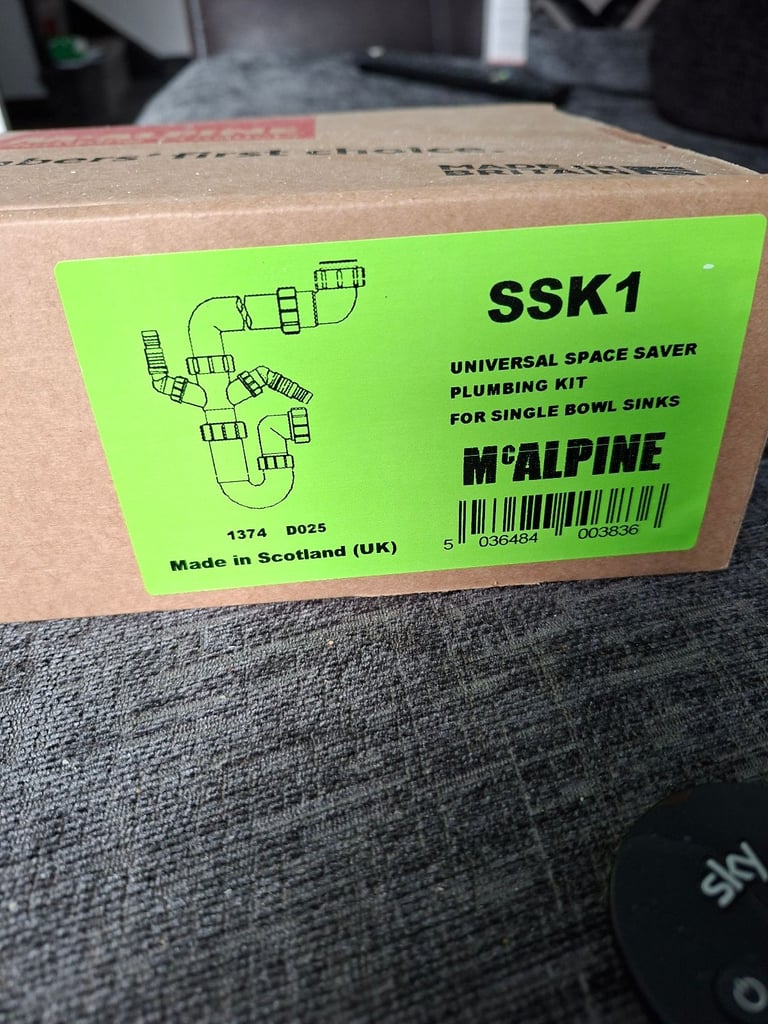 bers' first choice.
MADE IN
BRITAIN
SSK1
UNIVERSAL SPACE SAVER
PLUMBING KIT
FOR SINGLE BOWL SINKS
McALPINE
1374 D025
Made in Scotland (UK)
5 036484 003836
sky